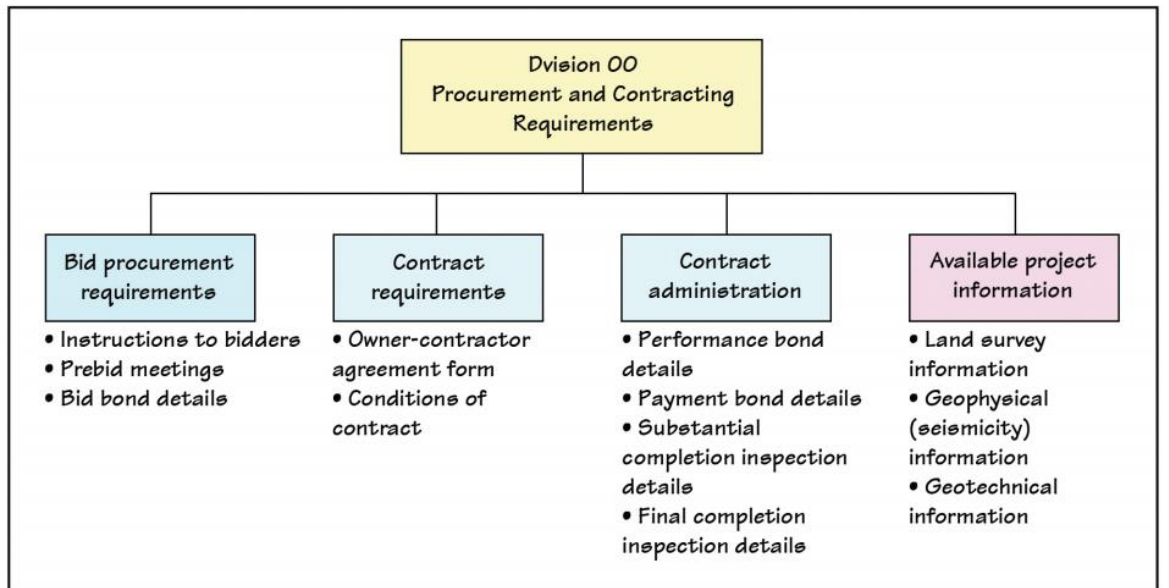 Dvision 00
Procurement and Contracting
Requirements
Bid procurement
requirements
• Instructions to bidders
• Prebid meetings
• Bid bond details
Contract
requirements
• Owner-contractor
agreement form
• Conditions of
contract
Contract
administration
• Performance bond
details
• Payment bond details
• Substantial
completion inspection
details
• Final completion
inspection details
Available project
information
• Land survey
information
• Geophysical
(seismicity)
information
• Geotechnical
information